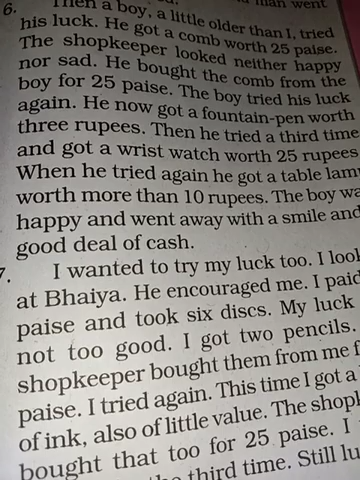 man went
6. Then a boy, a little older than I, tried
his luck. He got a comb worth 25 paise.
The shopkeeper looked neither happy
nor sad. He bought the comb from the
boy for 25 paise. The boy tried his luck
again. He now got a fountain-pen worth
three rupees. Then he tried a third time
and got a wrist watch worth 25 rupees
When he tried again he got a table lam
worth more than 10 rupees. The boy wa
happy and went away with a smile and
good deal of cash.
7. I wanted to try my luck too. I look
at Bhaiya. He encouraged me. I paid
paise and took six discs. My luck
not too good. I got two pencils.
shopkeeper bought them from me f
paise. I tried again. This time I got a
of ink, also of little value. The shopk
bought that too for 25 paise. I
third time. Still lu